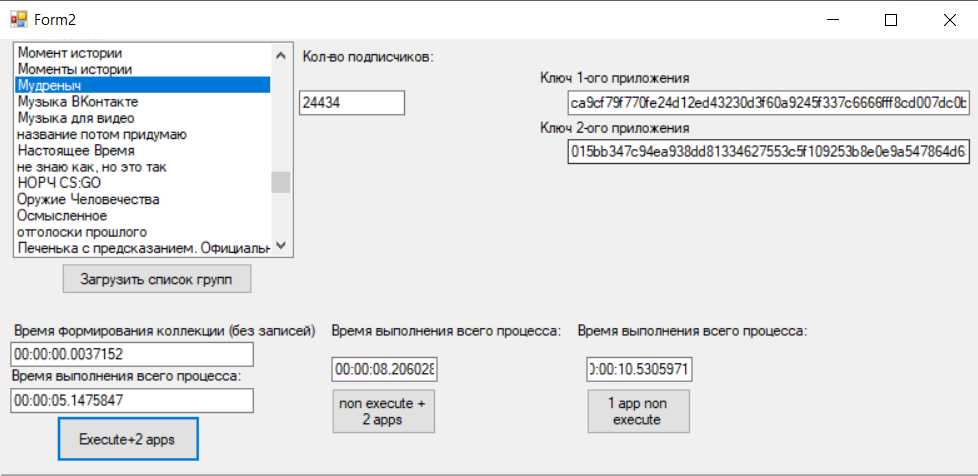 Form2
Момент истории
Моменты истории
Мудреныч
Музыка ВКонтакте
Музыка для видео
название потом придумаю
Настоящее Время
не знаю как, но это так
НОРЧ CS:GO
Оружие Человечества
Осмысленное
отголоски прошлого
Печенька с предсказанием. Официальн
Загрузить список групп
Кол-во подписчиков:
24434
Ключ 1-ого приложения
ca9cf79f770fe24d12ed43230d3f60a9245f337c6666fff8cd007dc0b
Ключ 2-ого приложения
015bb347c94ea938dd81334627553c5f109253b8e0e9a547864d6
Время формирования коллекции (без записей)
00:00:00.0037152
Время выполнения всего процесса:
00:00:05.1475847
Execute+2 apps
Время выполнения всего процесса:
00:00:08.206028
non execute +
2 apps
Время выполнения всего процесса:
0:00:10.5305971
1 app non
execute